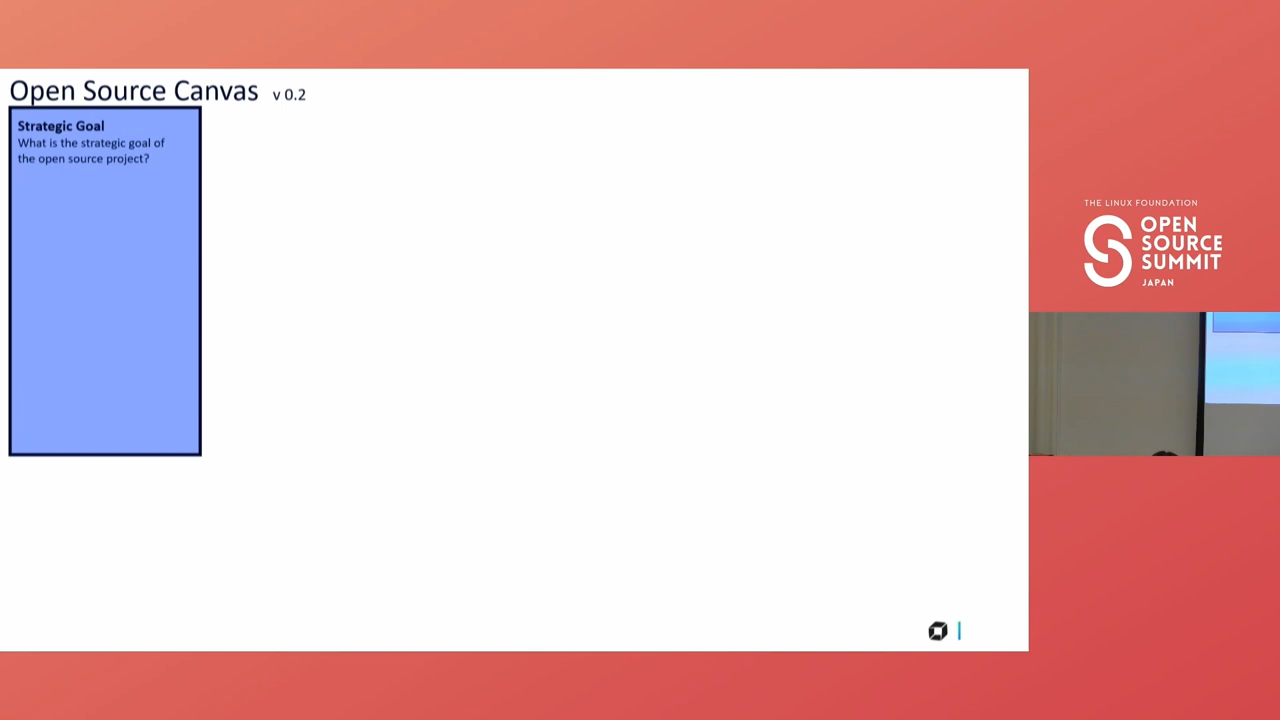 Open Source Canvas v 0.2
Strategic Goal
What is the strategic goal of
the open source project?
THE LINUX FOUNDATION
OPEN
SOURCE
SUMMIT
JAPAN